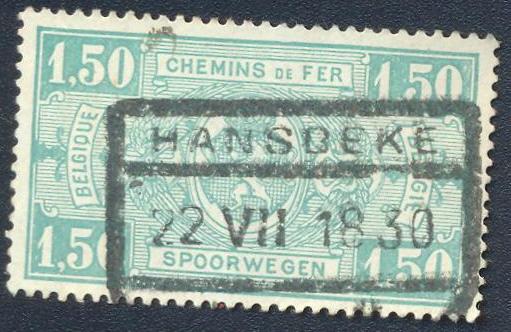 1,50 CHEMINS DE FER 1,50
BELGIQUE
HANSBEKE
22 VII 18 30
1,50 SPOORWEGEN 1,50